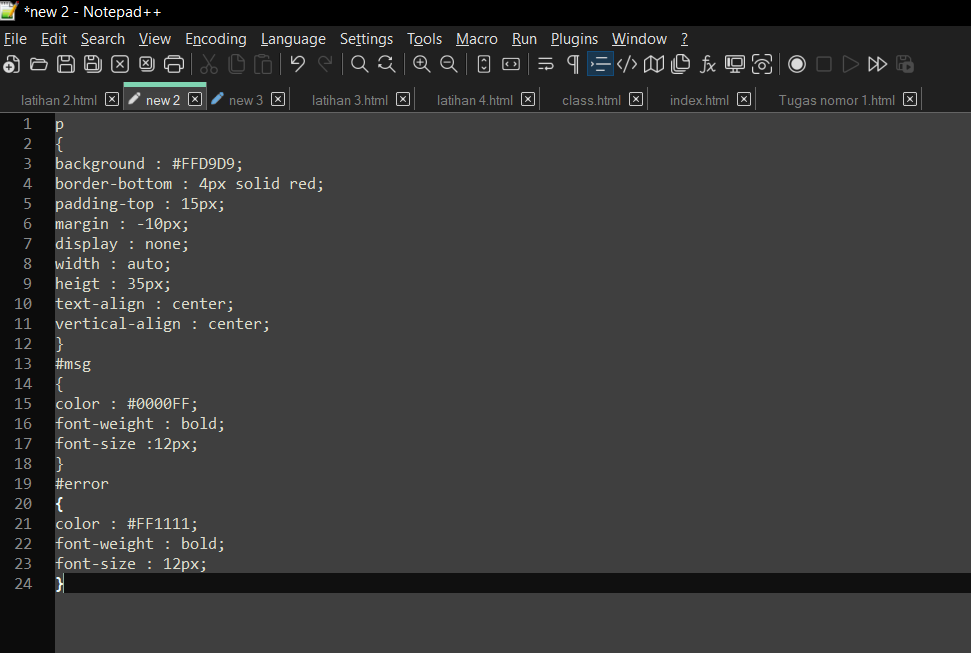 *new 2 - Notepad++
File Edit Search View Encoding Language Settings Tools Macro Run Plugins Window ?
latihan 2.html new 2 new 3 latihan 3.html latihan 4.html class.html index.html Tugas nomor 1.html
1 p
2 {
3 background : #FFD9D9;
4 border-bottom : 4px solid red;
5 padding-top : 15px;
6 margin : -10px;
7 display : none;
8 width : auto;
9 heigt : 35px;
10 text-align : center;
11 vertical-align : center;
12 }
13 #msg
14 {
15 color : #0000FF;
16 font-weight : bold;
17 font-size :12px;
18 }
19 #error
20 {
21 color : #FF1111;
22 font-weight : bold;
23 font-size : 12px;
24 }